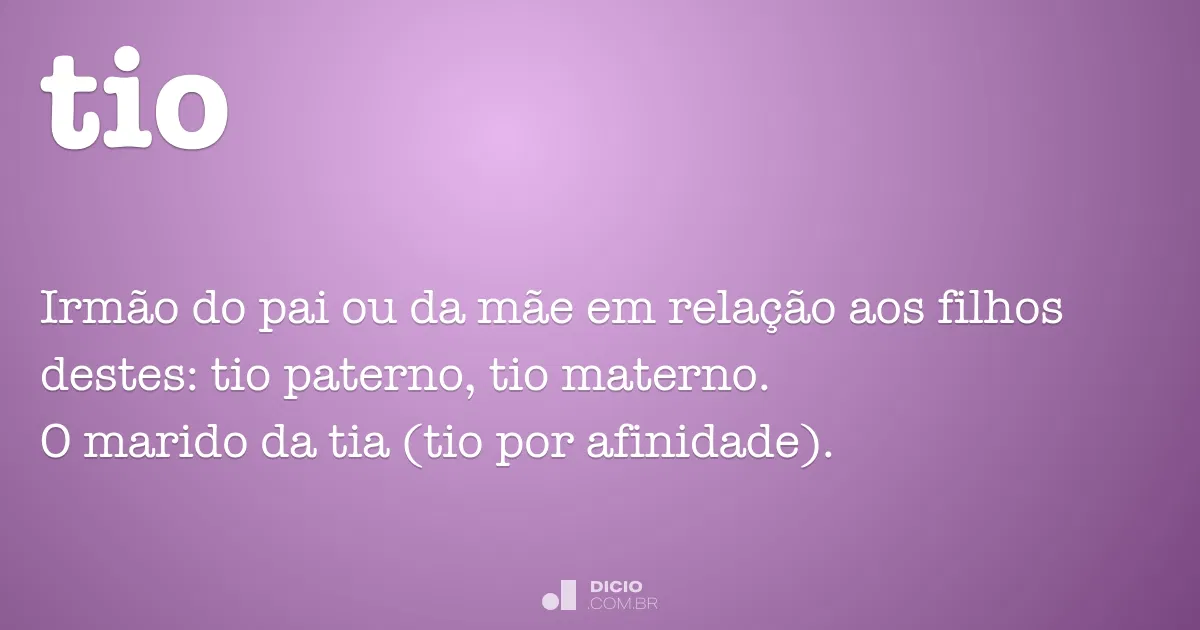 tio
Irmão do pai ou da mãe em relação aos filhos
destes: tio paterno, tio materno.
O marido da tia (tio por afinidade).
DICIO
.COM.BR